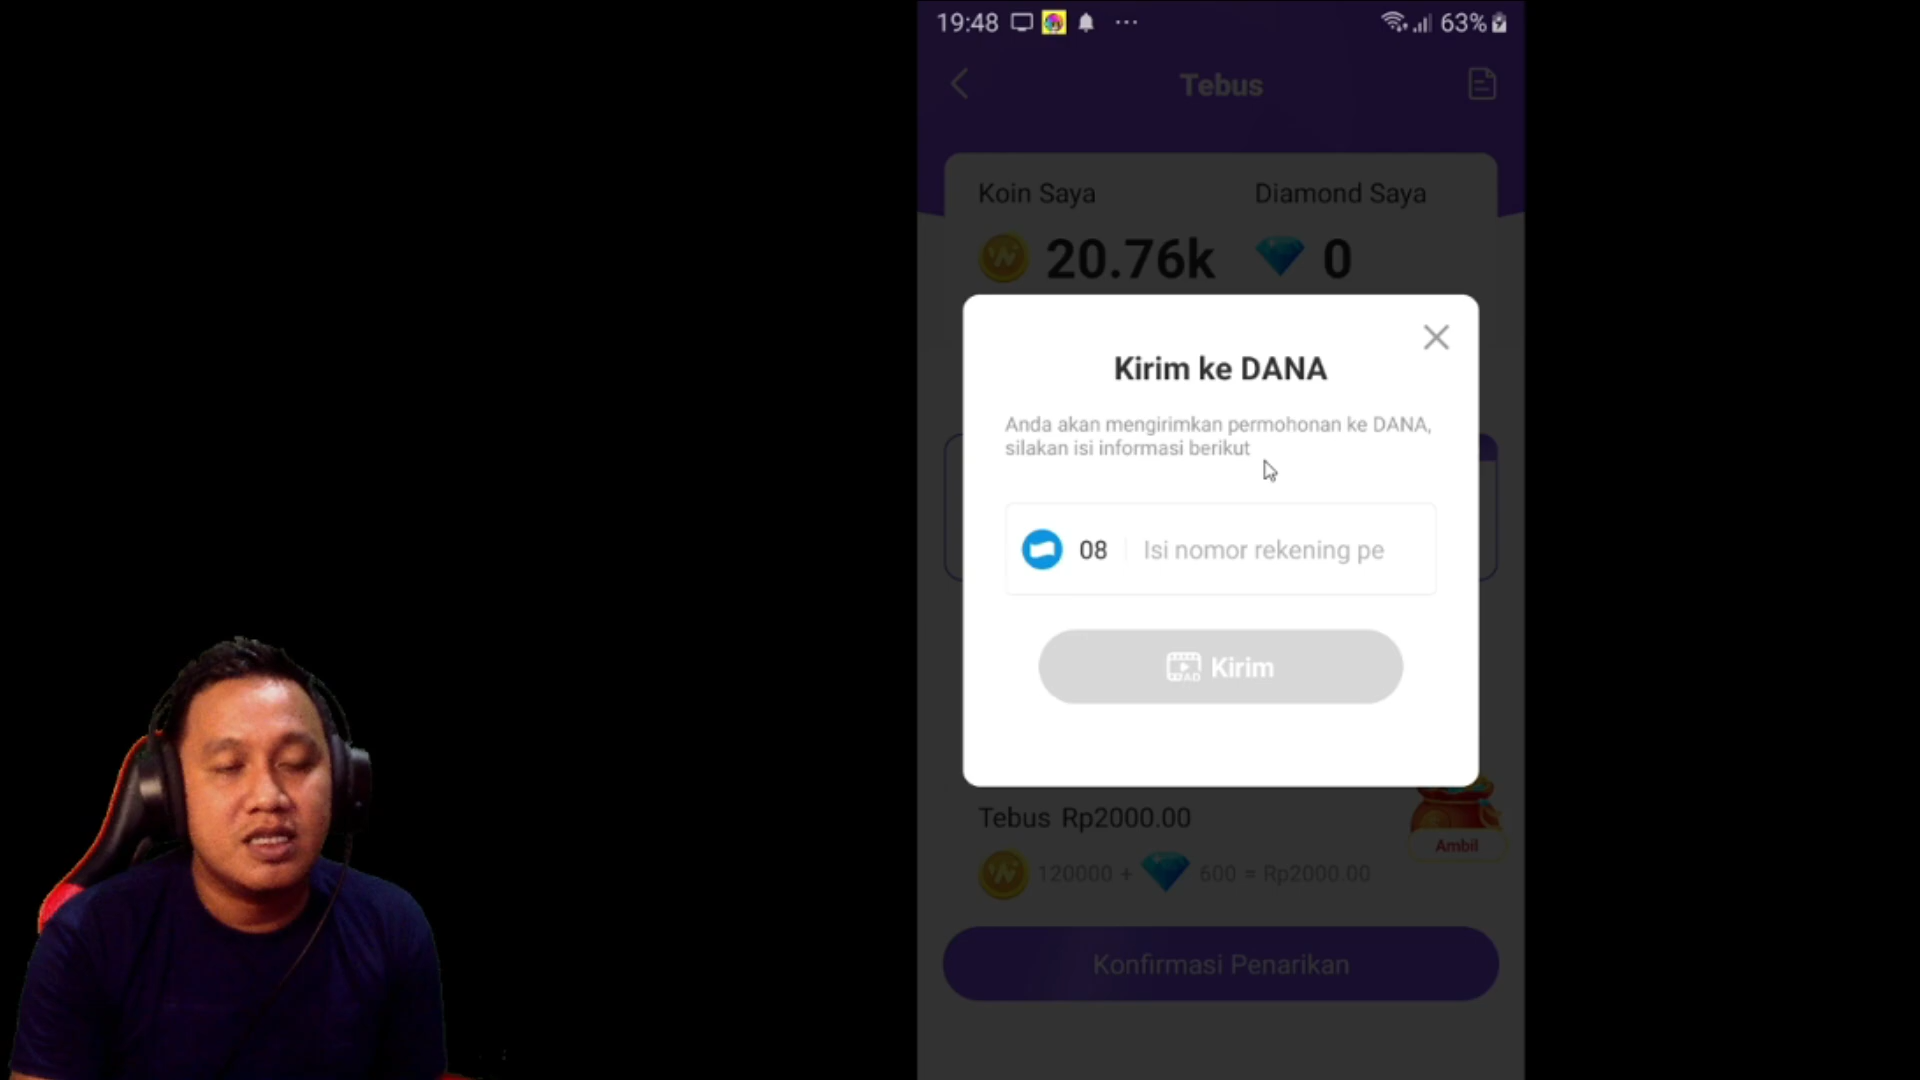 19:48
63%
Tebus
Koin Saya
Diamond Saya
20.76k
0
Kirim ke DANA
Anda akan mengirimkan permohonan ke DANA,
silakan isi informasi berikut
08
Isi nomor rekening pe
AD Kirim
Tebus Rp2000.00
Ambil
120000 + 600 = Rp2000.00
Konfirmasi Penarikan